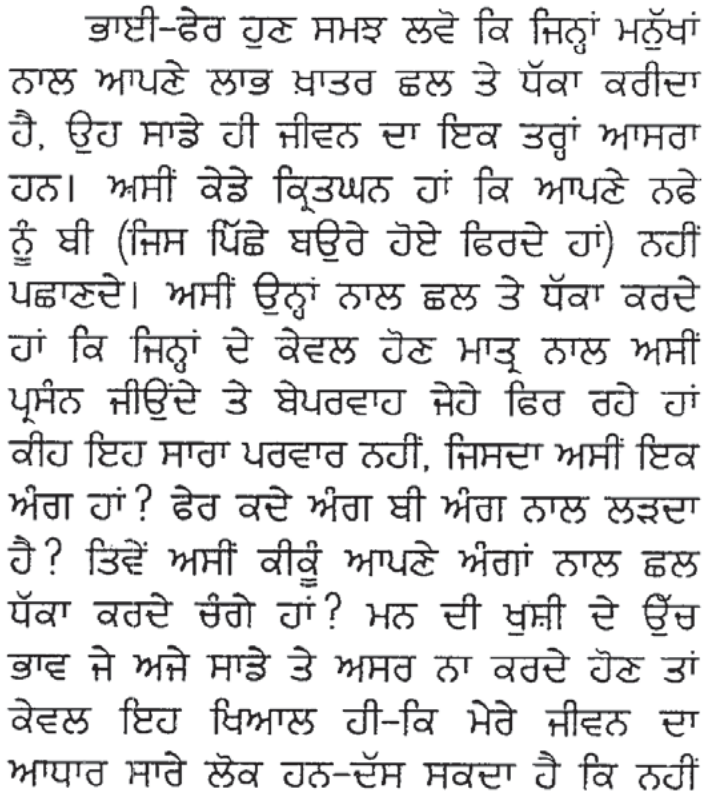 ਭਾਈ-ਫੇਰ ਹੁਣ ਸਮਝ ਲਵੋ ਕਿ ਜਿਨ੍ਹਾਂ ਮਨੁੱਖਾਂ
ਨਾਲ ਆਪਣੇ ਲਾਭ ਖ਼ਾਤਰ ਛਲ ਤੇ ਧੱਕਾ ਕਰੀਦਾ
ਹੈ, ਉਹ ਸਾਡੇ ਹੀ ਜੀਵਨ ਦਾ ਇਕ ਤਰ੍ਹਾਂ ਆਸਰਾ
ਹਨ। ਅਸੀਂ ਕੇਡੇ ਕ੍ਰਿਤਘਨ ਹਾਂ ਕਿ ਆਪਣੇ ਨਫੇ
ਨੂੰ ਬੀ (ਜਿਸ ਪਿੱਛੇ ਬਉਰੇ ਹੋਏ ਫਿਰਦੇ ਹਾਂ) ਨਹੀਂ
ਪਛਾਣਦੇ। ਅਸੀਂ ਉਨ੍ਹਾਂ ਨਾਲ ਛਲ ਤੇ ਧੱਕਾ ਕਰਦੇ
ਹਾਂ ਕਿ ਜਿਨ੍ਹਾਂ ਦੇ ਕੇਵਲ ਹੋਣ ਮਾਤ੍ਰ ਨਾਲ ਅਸੀਂ
ਪ੍ਰਸੰਨ ਜੀਉਂਦੇ ਤੇ ਬੇਪਰਵਾਹ ਜੇਹੇ ਫਿਰ ਰਹੇ ਹਾਂ
ਕੀਹ ਇਹ ਸਾਰਾ ਪਰਵਾਰ ਨਹੀਂ, ਜਿਸਦਾ ਅਸੀਂ ਇਕ
ਅੰਗ ਹਾਂ? ਫੇਰ ਕਦੇ ਅੰਗ ਬੀ ਅੰਗ ਨਾਲ ਲੜਦਾ
ਹੈ? ਤਿਵੇਂ ਅਸੀਂ ਕੀਕੂੰ ਆਪਣੇ ਅੰਗਾਂ ਨਾਲ ਛਲ
ਧੱਕਾ ਕਰਦੇ ਚੰਗੇ ਹਾਂ? ਮਨ ਦੀ ਖੁਸ਼ੀ ਦੇ ਉੱਚ
ਭਾਵ ਜੇ ਅਜੇ ਸਾਡੇ ਤੇ ਅਸਰ ਨਾ ਕਰਦੇ ਹੋਣ ਤਾਂ
ਕੇਵਲ ਇਹ ਖਿਆਲ ਹੀ-ਕਿ ਮੇਰੇ ਜੀਵਨ ਦਾ
ਆਧਾਰ ਸਾਰੇ ਲੋਕ ਹਨ-ਦੱਸ ਸਕਦਾ ਹੈ ਕਿ ਨਹੀਂ